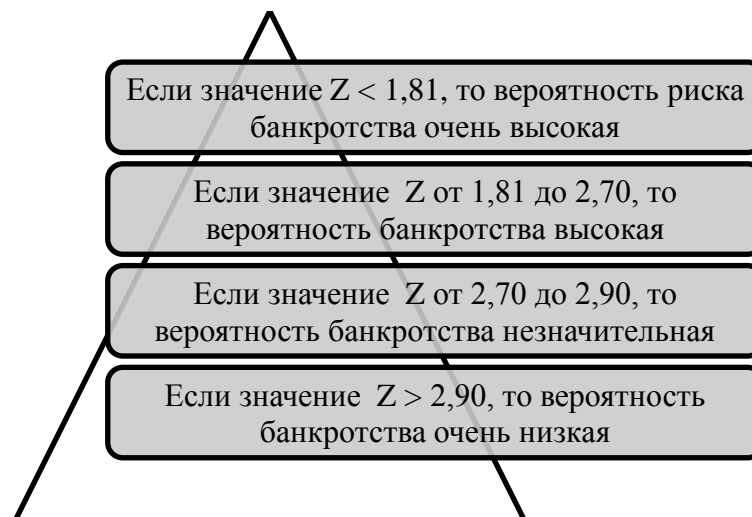 Если значение Z < 1,81, то вероятность риска
банкротства очень высокая
Если значение Z от 1,81 до 2,70, то
вероятность банкротства высокая
Если значение Z от 2,70 до 2,90, то
вероятность банкротства незначительная
Если значение Z > 2,90, то вероятность
банкротства очень низкая